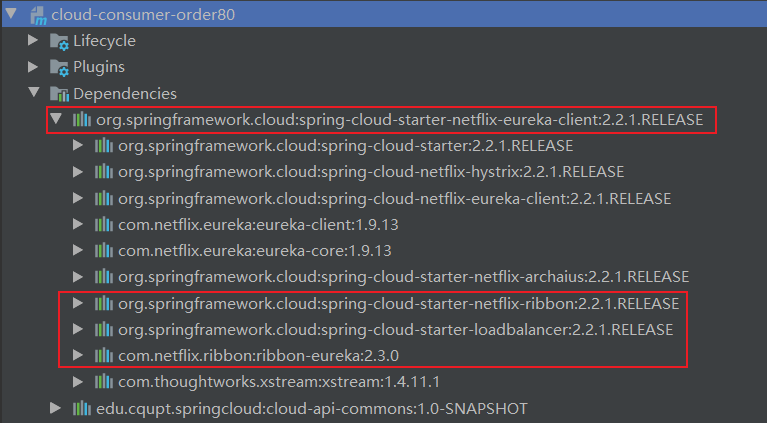 cloud-consumer-order80
Lifecycle
Plugins
Dependencies
org.springframework.cloud:spring-cloud-starter-netflix-eureka-client:2.2.1.RELEASE
org.springframework.cloud:spring-cloud-starter:2.2.1.RELEASE
org.springframework.cloud:spring-cloud-netflix-hystrix:2.2.1.RELEASE
org.springframework.cloud:spring-cloud-netflix-eureka-client:2.2.1.RELEASE
com.netflix.eureka:eureka-client:1.9.13
com.netflix.eureka:eureka-core:1.9.13
org.springframework.cloud:spring-cloud-starter-netflix-archaius:2.2.1.RELEASE
org.springframework.cloud:spring-cloud-starter-netflix-ribbon:2.2.1.RELEASE
org.springframework.cloud:spring-cloud-starter-loadbalancer:2.2.1.RELEASE
com.netflix.ribbon:ribbon-eureka:2.3.0
com.thoughtworks.xstream:xstream:1.4.11.1
edu.cqupt.springcloud:cloud-api-commons:1.0-SNAPSHOT